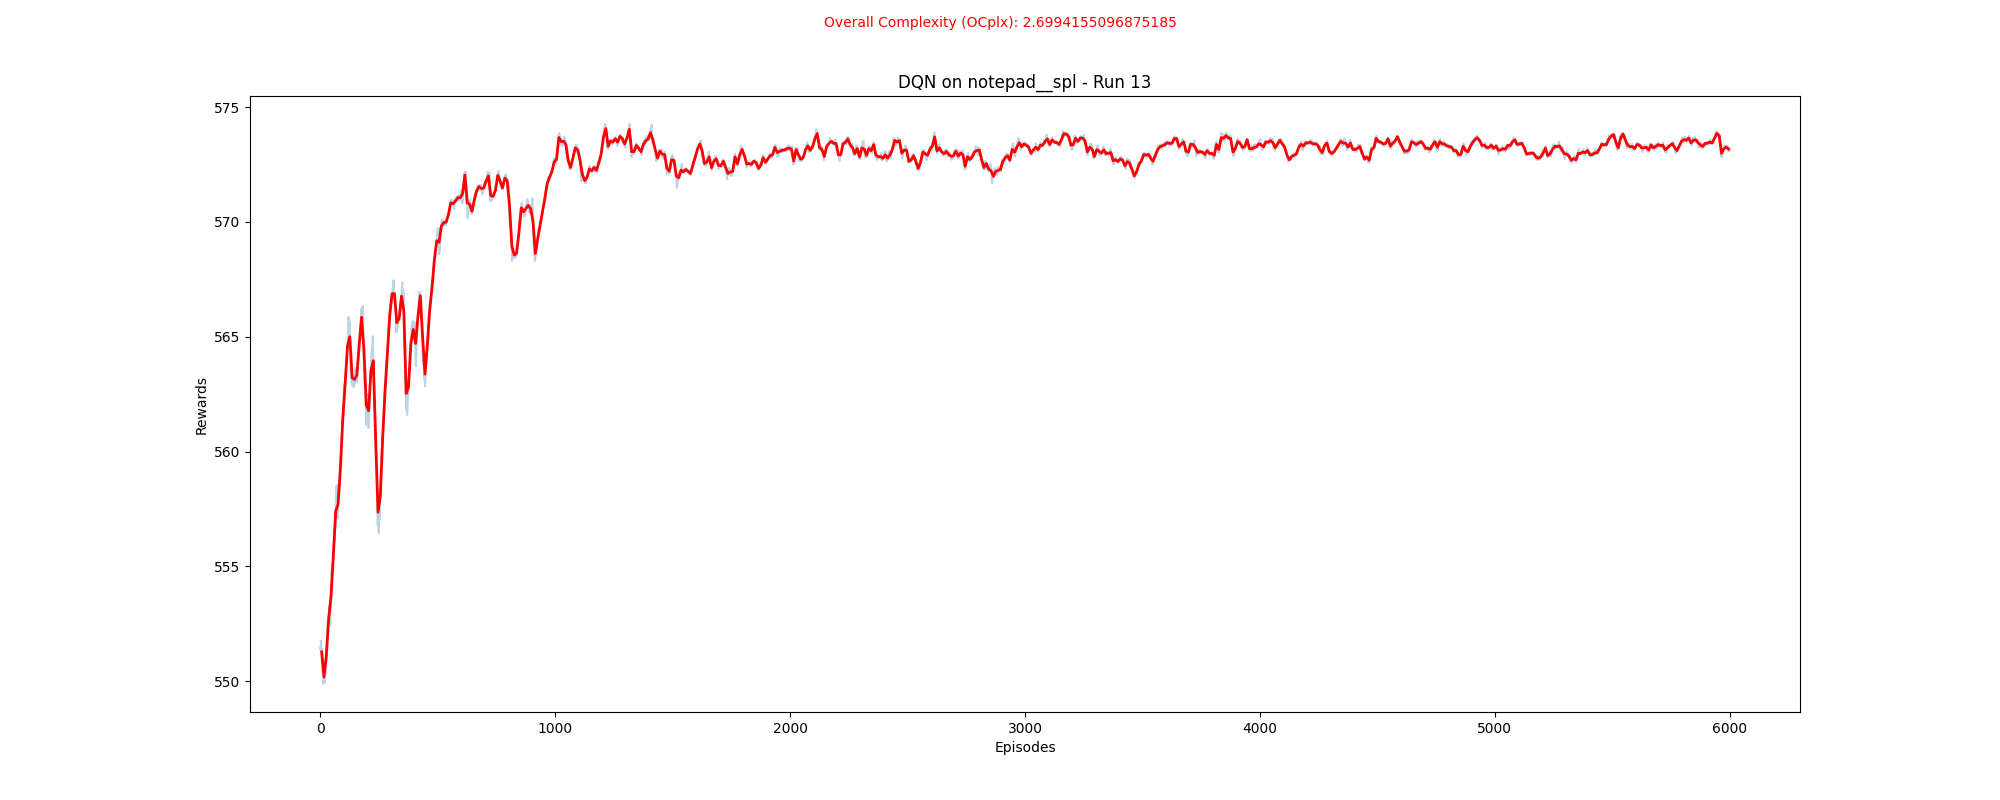 Overall Complexity (OCplx): 2.6994155096875185
DQN on notepad__spl - Run 13
575
570
565
560
555
550
Rewards
0 1000 2000 3000 4000 5000 6000
Episodes